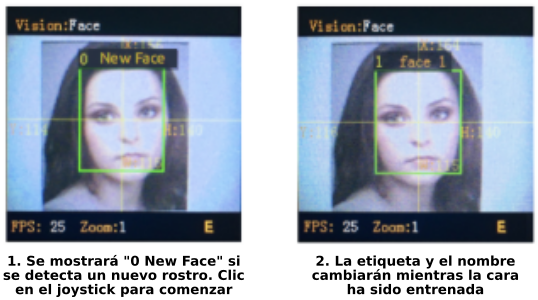 Vision:Face
0 New Face
FPS: 25 Zoom:1 E
1. Se mostrará "0 New Face" si
se detecta un nuevo rostro. Clic
en el joystick para comenzar
Vision:Face
1 face 1
FPS: 25 Zoom:1 E
2. La etiqueta y el nombre
cambiarán mientras la cara
ha sido entrenada